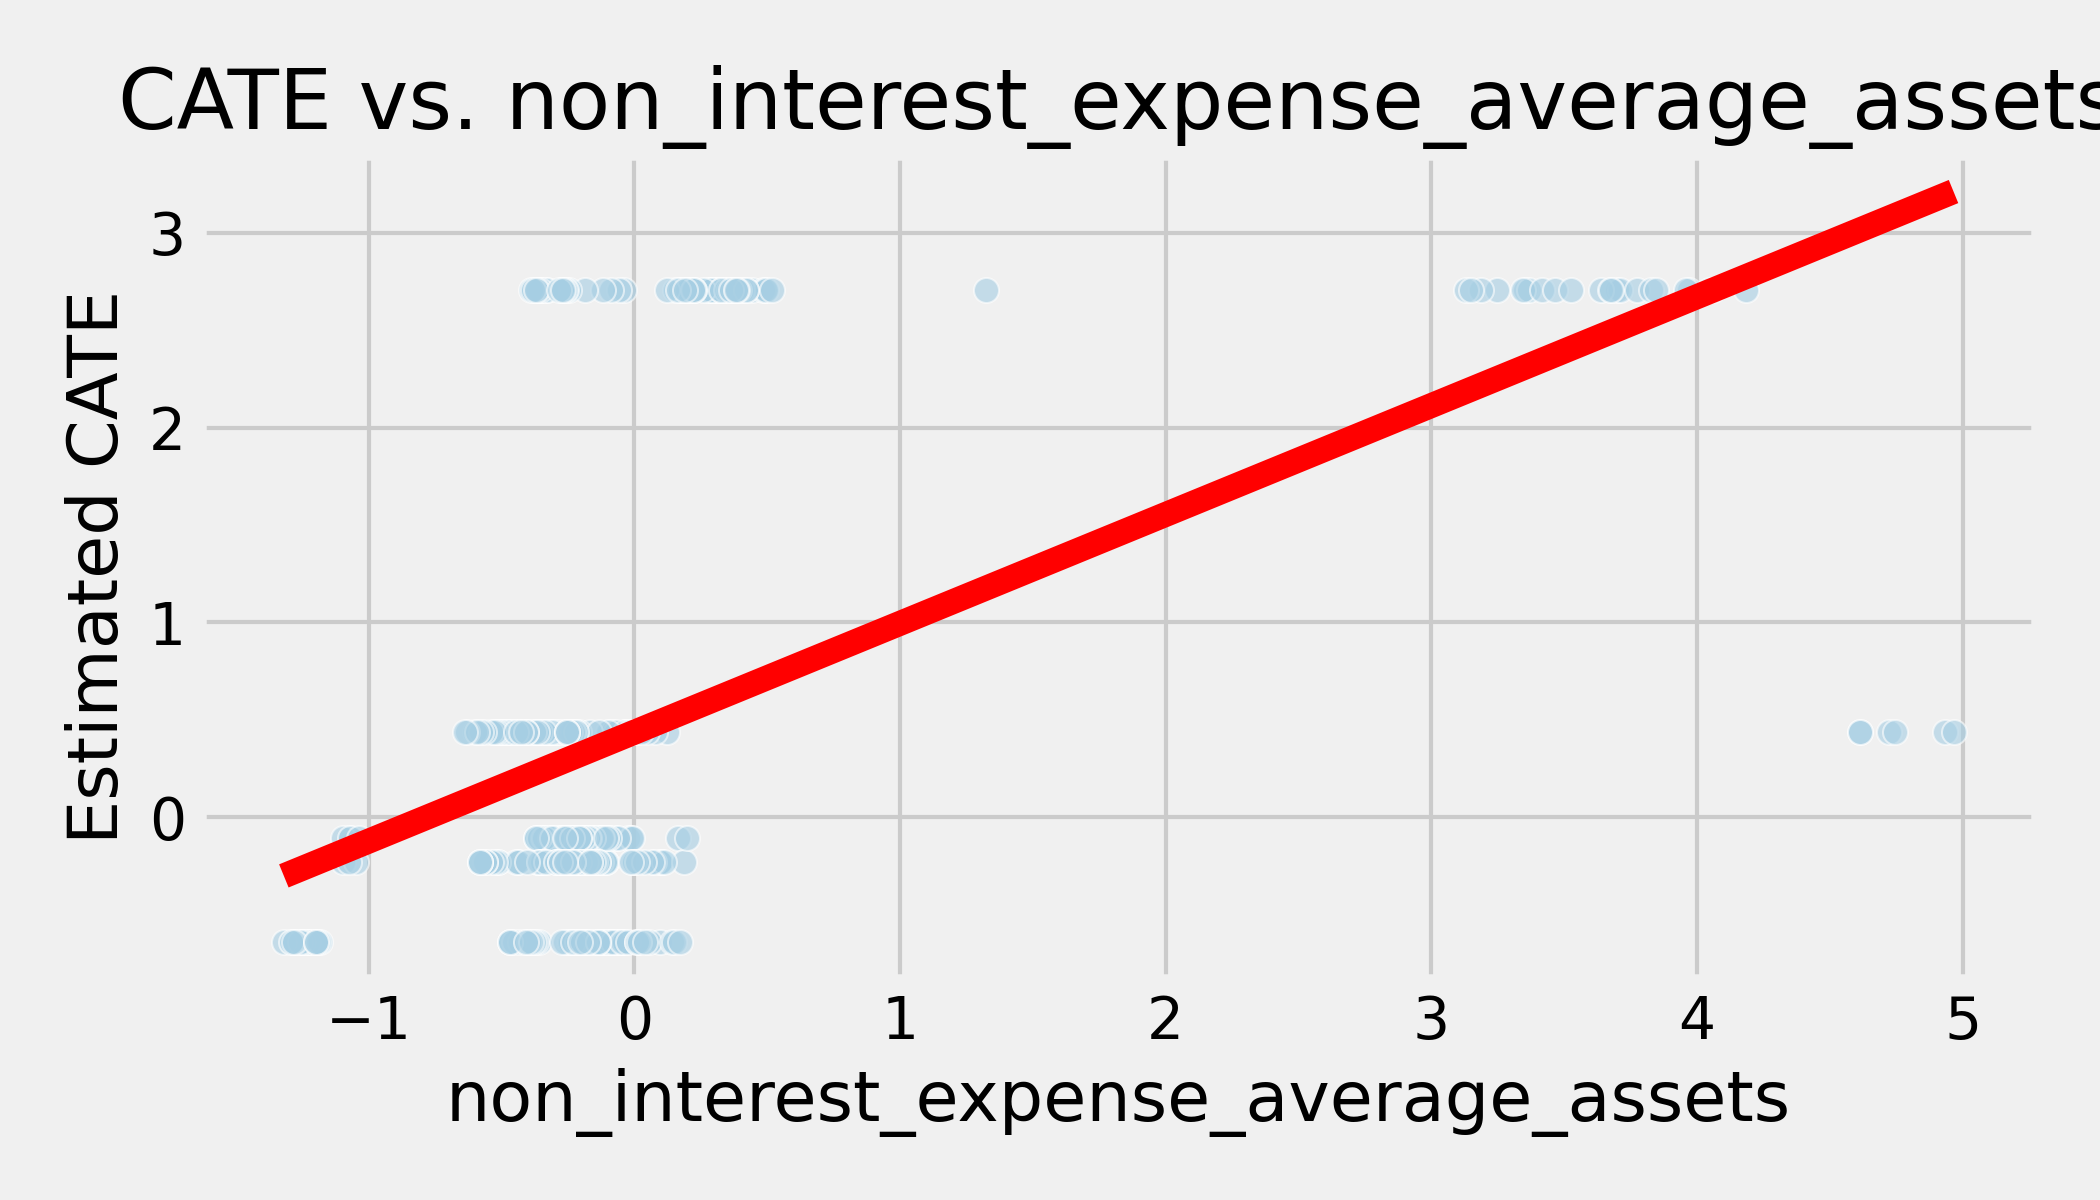 CATE vs. non_interest_expense_average_assets
3
2
1
0
Estimated CATE
−1 0 1 2 3 4 5
non_interest_expense_average_assets